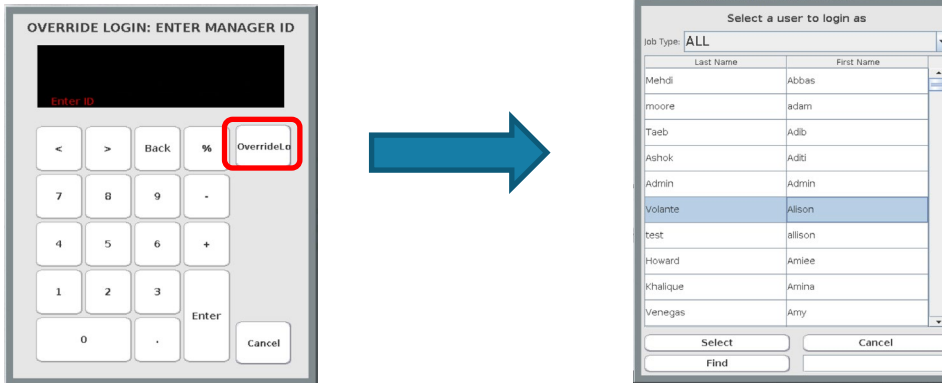 OVERRIDE LOGIN: ENTER MANAGER ID
Enter ID
< > Back % OverrideLo
7 8 9 -
4 5 6 +
1 2 3
Enter
0 . Cancel
Select a user to login as
Job Type: ALL
Last Name First Name
Mehdi Abbas
moore adam
Taeb Adib
Ashok Aditi
Admin Admin
Volante Alison
test allison
Howard Amiee
Khalique Amina
Venegas Amy
Select Cancel
Find